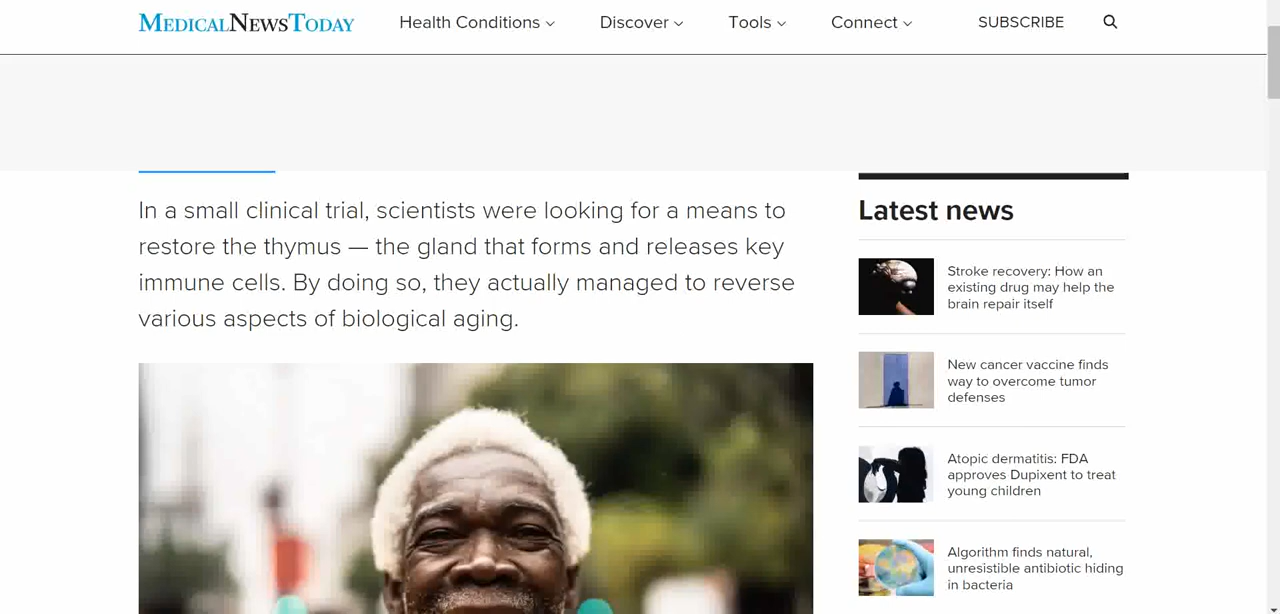 MEDICALNEWSTODAY Health Conditions Discover Tools Connect SUBSCRIBE
In a small clinical trial, scientists were looking for a means to
restore the thymus — the gland that forms and releases key
immune cells. By doing so, they actually managed to reverse
various aspects of biological aging.
Latest news
Stroke recovery: How an
existing drug may help the
brain repair itself
New cancer vaccine finds
way to overcome tumor
defenses
Atopic dermatitis: FDA
approves Dupixent to treat
young children
Algorithm finds natural,
unresistible antibiotic hiding
in bacteria